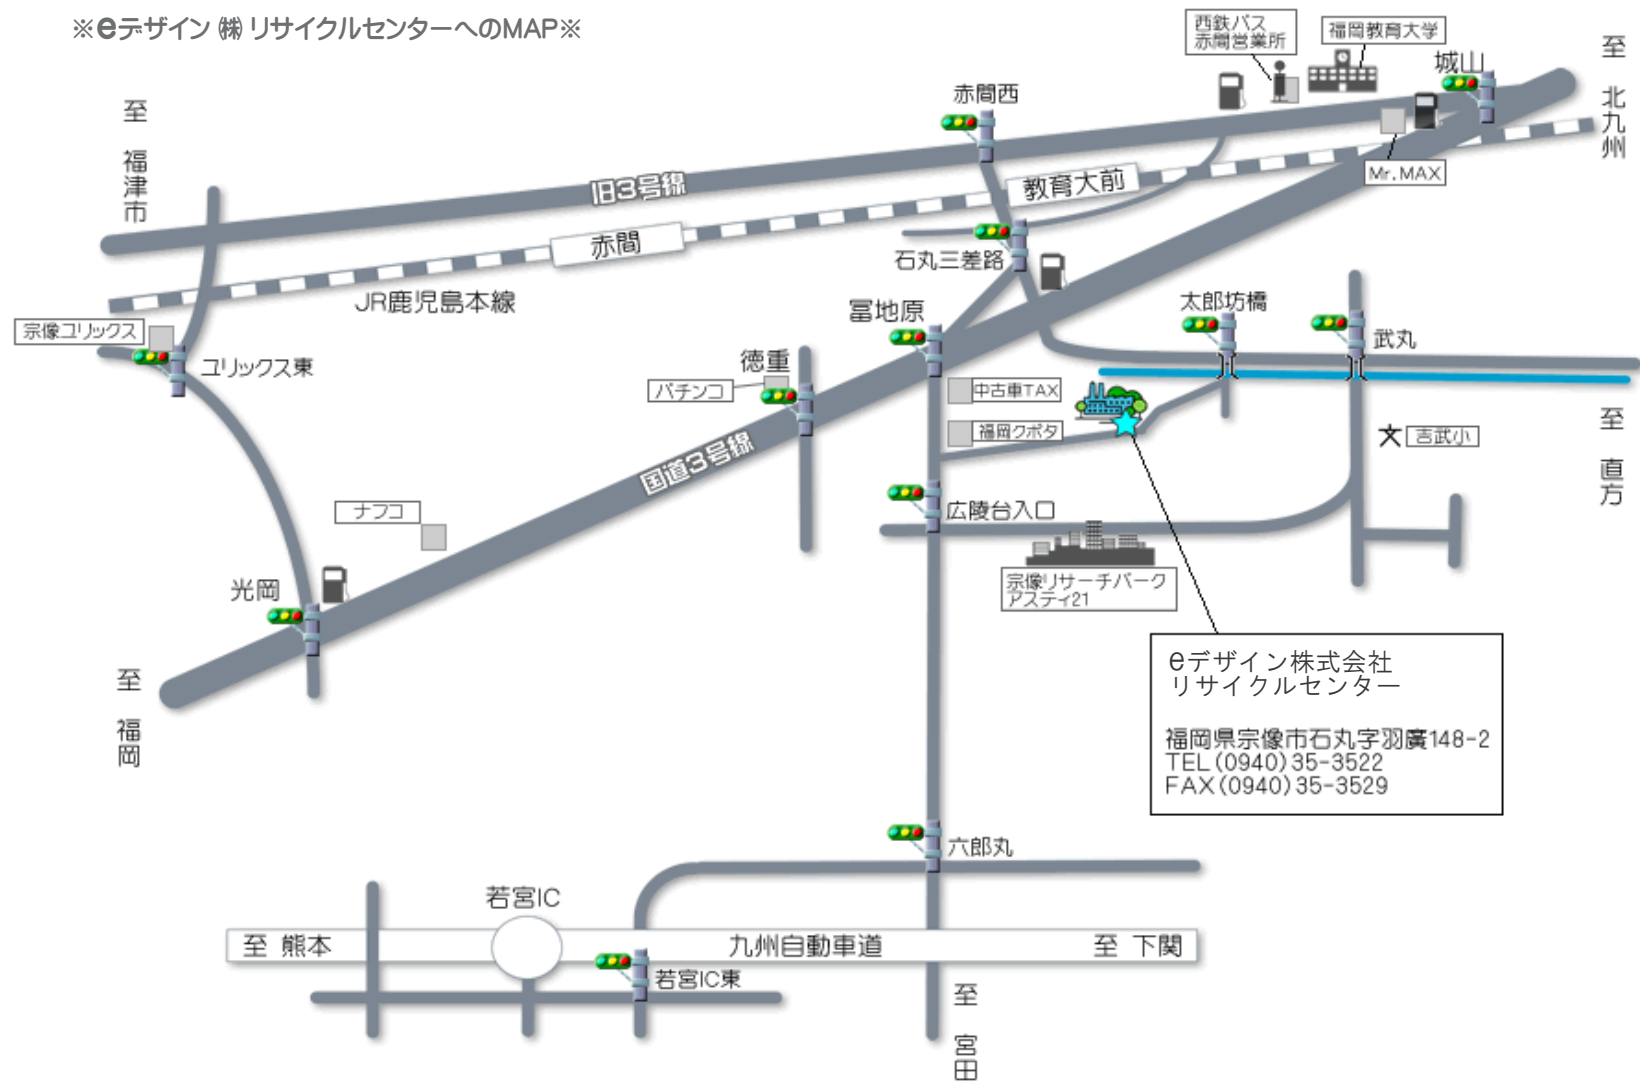 ※eデザイン㈱リサイクルセンターへのMAP※
西鉄バス
赤間営業所
福岡教育大学
城山
至 北九州
赤間西
至 福津市
Mr.MAX
旧3号線
教育大前
赤間
石丸三差路
JR鹿児島本線
冨地原
太郎坊橋
武丸
宗像ユリックス
ユリックス東
徳重
パチンコ
中古車TAX
福岡クボタ
吉武小
至 直方
国道3号線
ナフコ
広陵台入口
宗像リサーチパーク
アスティ21
光岡
至 福岡
eデザイン株式会社
リサイクルセンター
福岡県宗像市石丸字羽廣148-2
TEL(0940)35-3522
FAX(0940)35-3529
六郎丸
若宮IC
至 熊本
九州自動車道
至 下関
若宮IC東
至 宮田